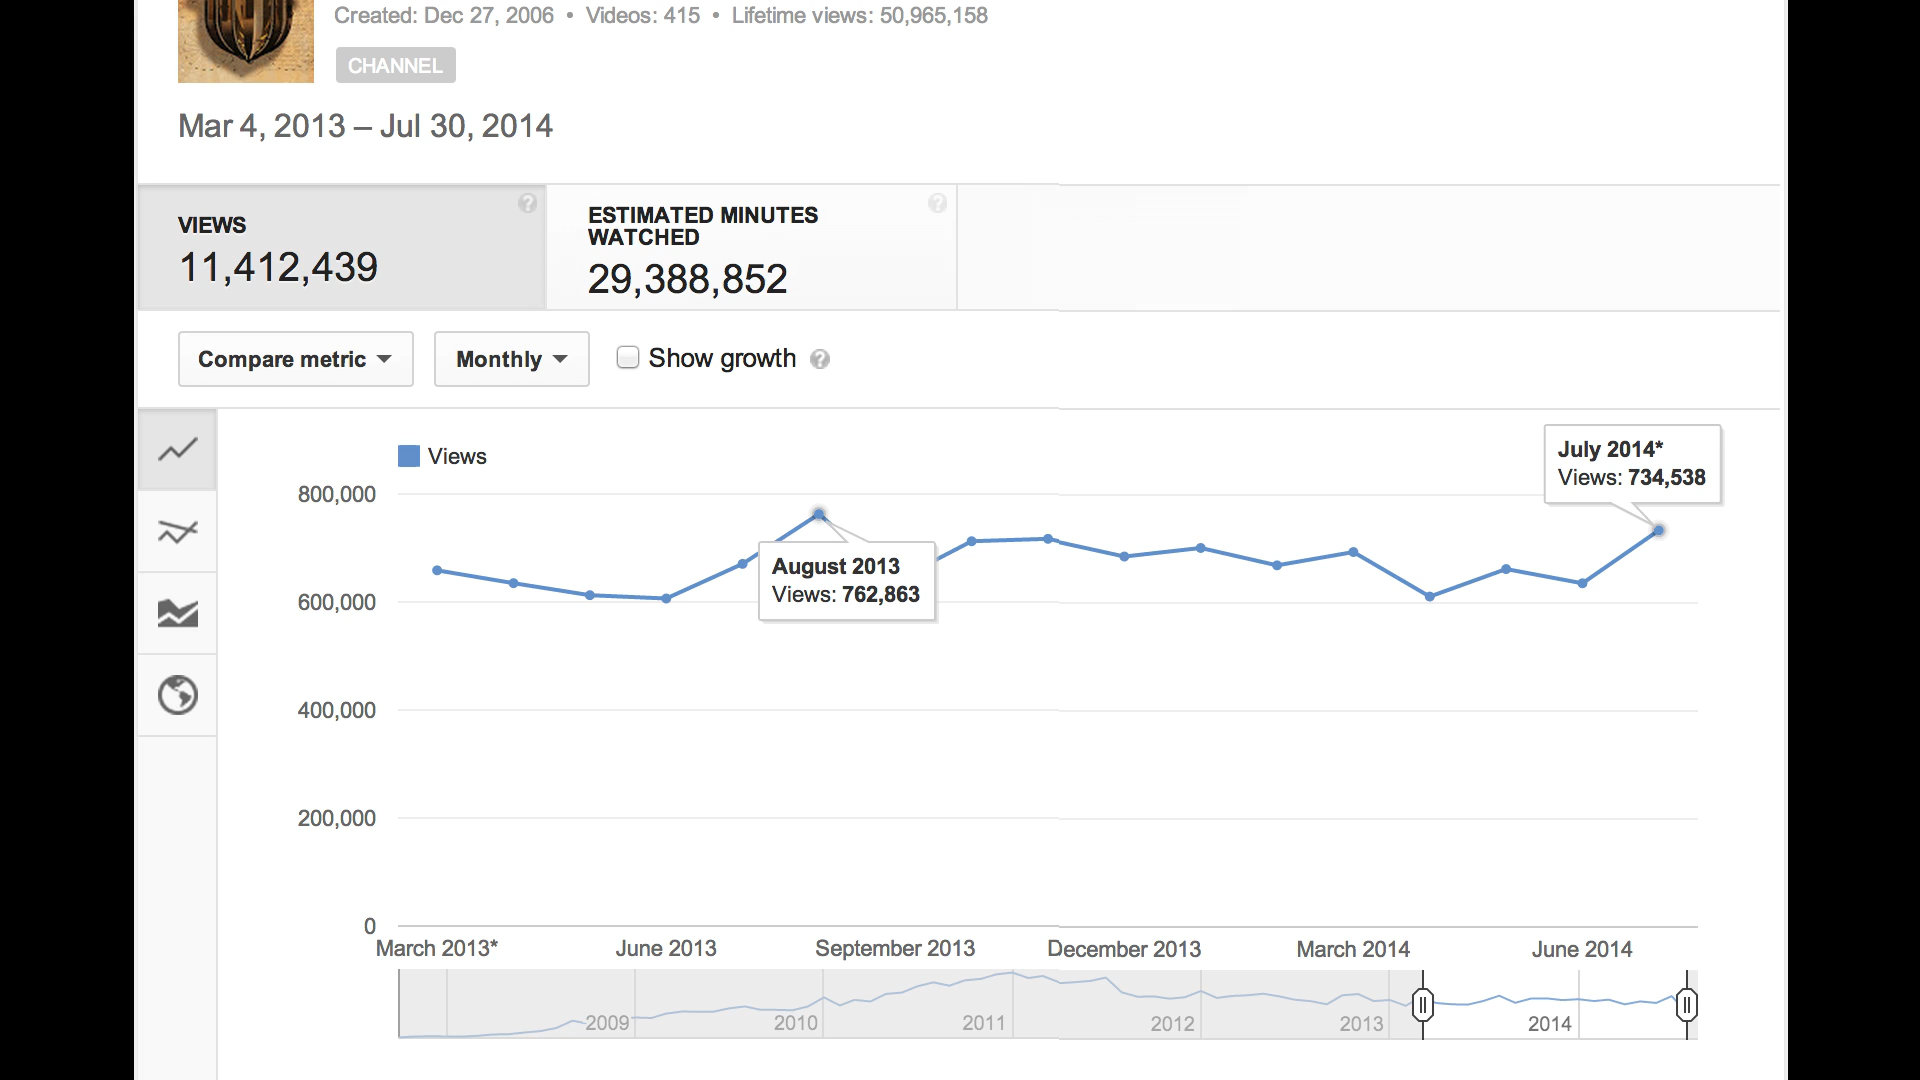 Created: Dec 27, 2006 • Videos: 415 • Lifetime views: 50,965,158
CHANNEL
Mar 4, 2013 – Jul 30, 2014
VIEWS
11,412,439
ESTIMATED MINUTES
WATCHED
29,388,852
Compare metric
Monthly
Show growth
Views
July 2014*
Views: 734,538
August 2013
Views: 762,863
800,000
600,000
400,000
200,000
0
March 2013*
June 2013
September 2013
December 2013
March 2014
June 2014
2009
2010
2011
2012
2013
2014